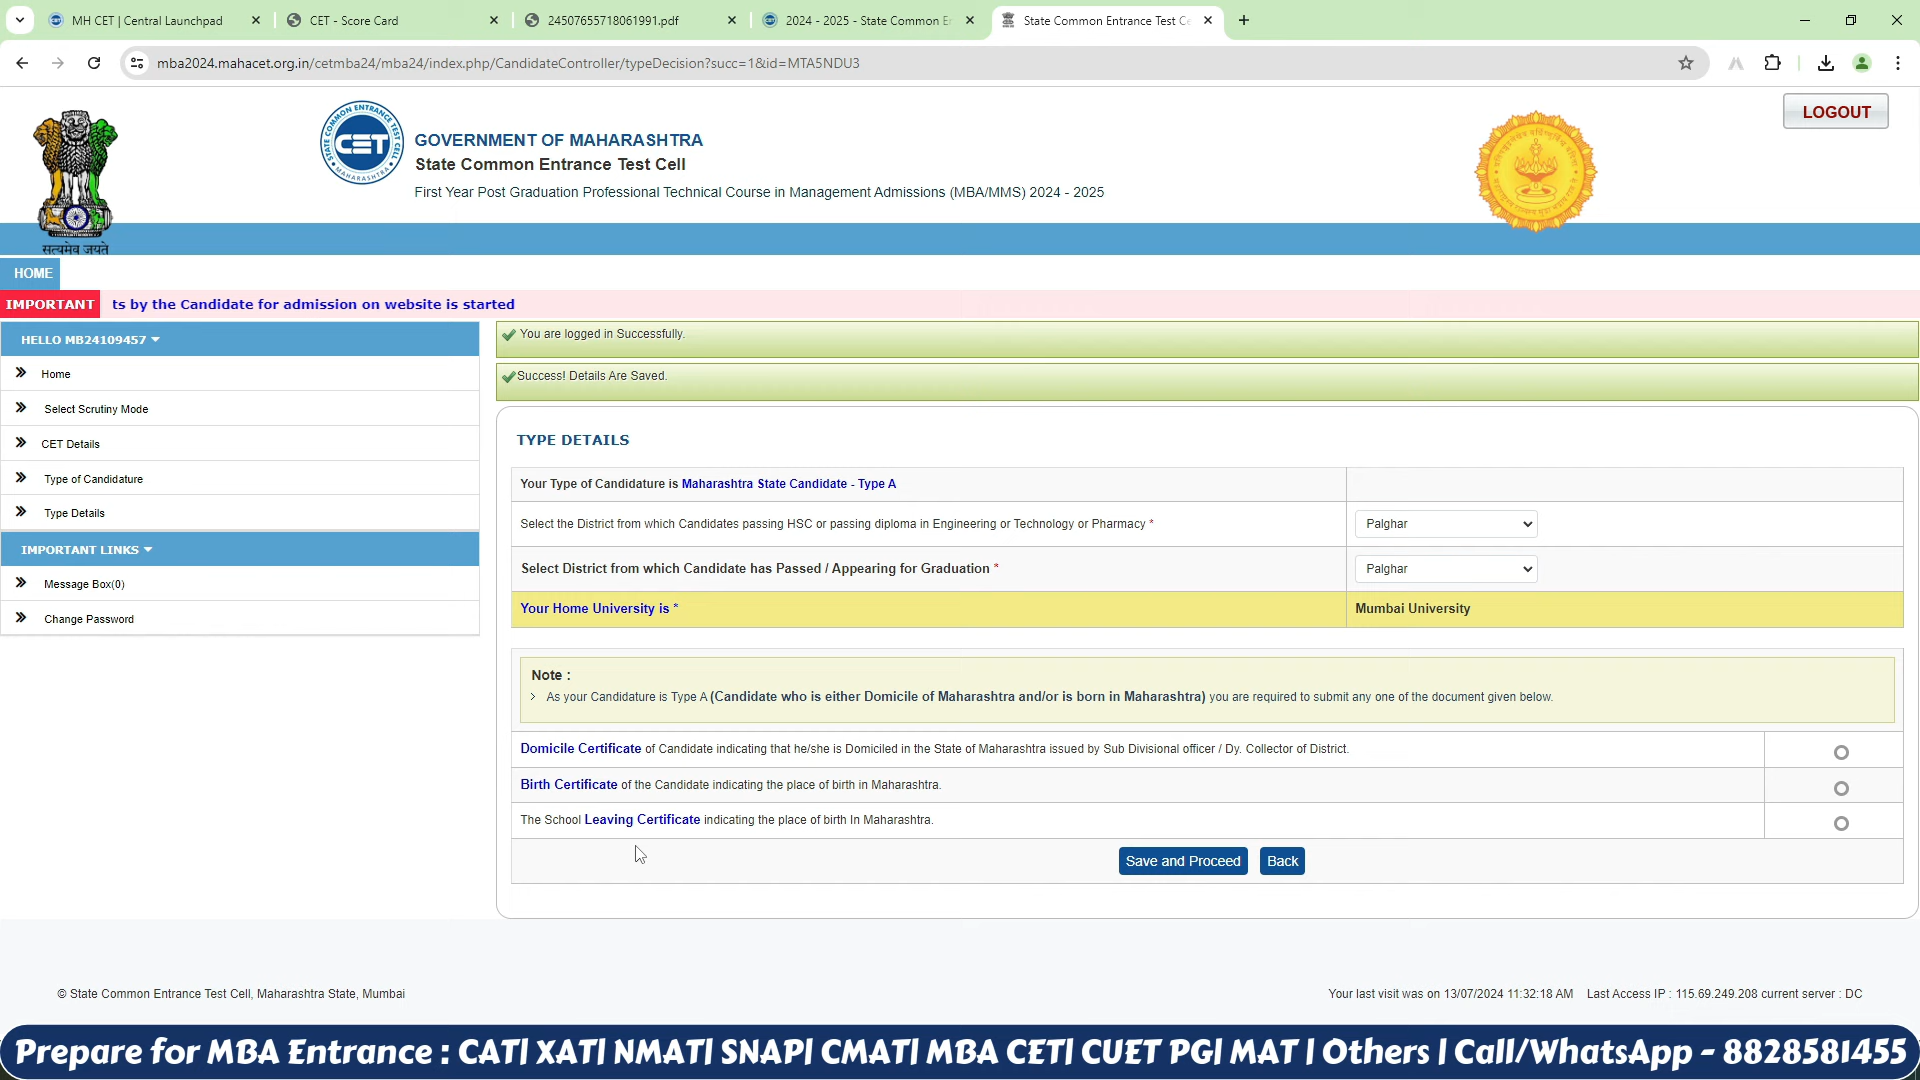 MH CET | Central Launchpad
CET - Score Card
24507655718061991.pdf
2024 - 2025 - State Common E
State Common Entrance Test Ce
mba2024.mahacet.org.in/cetmba24/mba24/index.php/CandidateController/typeDecision?succ=1&id=MTA5NDU3
LOGOUT
CET
GOVERNMENT OF MAHARASHTRA
State Common Entrance Test Cell
First Year Post Graduation Professional Technical Course in Management Admissions (MBA/MMS) 2024 - 2025
सत्यमेव जयते
HOME
IMPORTANT ts by the Candidate for admission on website is started
HELLO MB24109457
Home
Select Scrutiny Mode
CET Details
Type of Candidature
Type Details
IMPORTANT LINKS
Message Box(0)
Change Password
You are logged in Successfully.
Success! Details Are Saved.
TYPE DETAILS
Your Type of Candidature is Maharashtra State Candidate - Type A
Select the District from which Candidates passing HSC or passing diploma in Engineering or Technology or Pharmacy * Palghar
Select District from which Candidate has Passed / Appearing for Graduation * Palghar
Your Home University is * Mumbai University
Note :
As your Candidature is Type A (Candidate who is either Domicile of Maharashtra and/or is born in Maharashtra) you are required to submit any one of the document given below.
Domicile Certificate of Candidate indicating that he/she is Domiciled in the State of Maharashtra issued by Sub Divisional officer / Dy. Collector of District.
Birth Certificate of the Candidate indicating the place of birth in Maharashtra.
The School Leaving Certificate indicating the place of birth In Maharashtra.
Save and Proceed Back
© State Common Entrance Test Cell, Maharashtra State, Mumbai
Your last visit was on 13/07/2024 11:32:18 AM Last Access IP : 115.69.249.208 current server : DC
Prepare for MBA Entrance : CAT| XAT| NMAT| SNAP| CMAT| MBA CET| CUET PG| MAT | Others | Call/WhatsApp - 8828581455